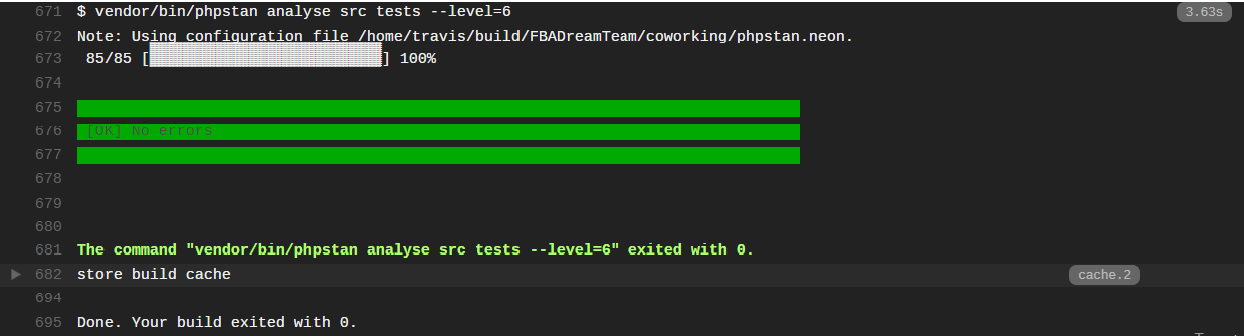 671 $ vendor/bin/phpstan analyse src tests --level=6 3.63s
672 Note: Using configuration file /home/travis/build/FBADreamTeam/coworking/phpstan.neon.
673 85/85 [▓▓▓▓▓▓▓▓▓▓▓▓▓▓▓▓▓▓▓▓▓▓▓▓▓▓▓▓] 100%
674
675
676 [OK] No errors
677
678
679
680
681 The command "vendor/bin/phpstan analyse src tests --level=6" exited with 0.
682 store build cache cache.2
694
695 Done. Your build exited with 0.